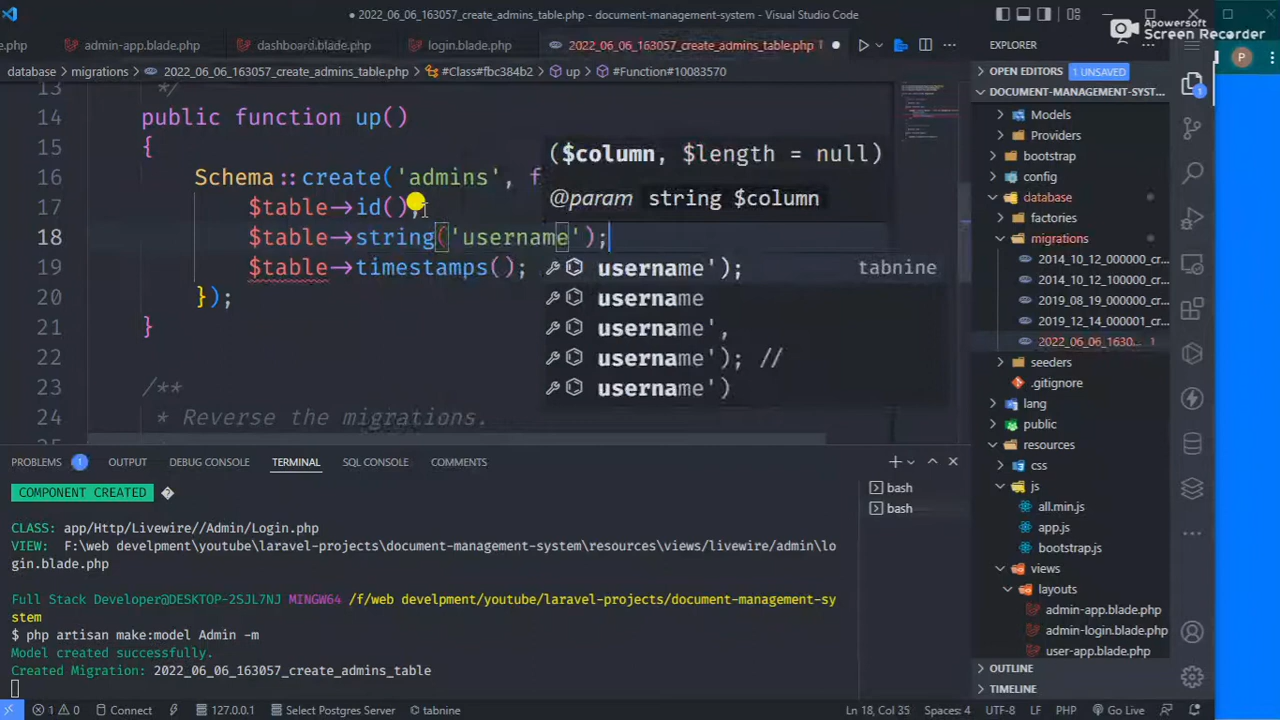 2022_06_06_163057_create_admins_table.php - document-management-system - Visual Studio Code
Apowersoft
Screen Recorder
.php
admin-app.blade.php
dashboard.blade.php
login.blade.php
2022_06_06_163057_create_admins_table.php
P
database > migrations > 2022_06_06_163057_create_admins_table.php > #Class#fbc384b2 > up > #Function#10083570
13 */
14 public function up()
15 {
16 Schema::create('admins', f
17 $table->id();
18 $table->string('username');
19 $table->timestamps();
20 });
21 }
22
23 /**
24 * Reverse the migrations.
($column, $length = null)
@param string $column
username'); tabnine
username
username',
username'); //
username')
EXPLORER
OPEN EDITORS 1 UNSAVED
DOCUMENT-MANAGEMENT-SYST...
Models
Providers
bootstrap
config
database
factories
migrations
2014_10_12_000000_cr...
2014_10_12_100000_cr...
2019_08_19_000000_cr...
2019_12_14_000001_cr...
2022_06_06_1630... 1
seeders
.gitignore
lang
public
resources
css
js
all.min.js
app.js
bootstrap.js
views
layouts
admin-app.blade.php
admin-login.blade.php
user-app.blade.php
OUTLINE
TIMELINE
PROBLEMS 1 OUTPUT DEBUG CONSOLE TERMINAL SQL CONSOLE COMMENTS
bash
bash
COMPONENT CREATED
CLASS: app/Http/Livewire//Admin/Login.php
VIEW: F:\web develpment\youtube\laravel-projects\document-management-system\resources\views/livewire/admin\lo
gin.blade.php
Full Stack Developer@DESKTOP-2SJL7NJ MINGW64 /f/web develpment/youtube/laravel-projects/document-management-sy
stem
$ php artisan make:model Admin -m
Model created successfully.
Created Migration: 2022_06_06_163057_create_admins_table
1 0 Connect 127.0.0.1 Select Postgres Server tabnine Ln 18, Col 35 Spaces: 4 UTF-8 LF PHP Go Live